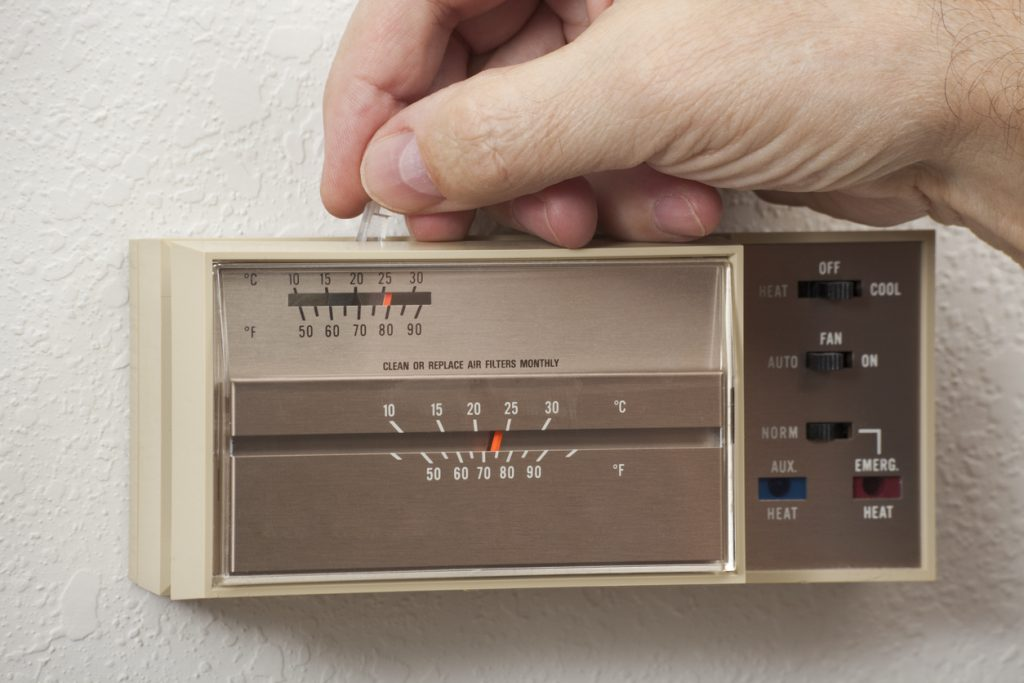 °C 10 15 20 25 30
°F 50 60 70 80 90
CLEAN OR REPLACE AIR FILTERS MONTHLY
10 15 20 25 30 °C
50 60 70 80 90 °F
OFF
HEAT COOL
FAN
AUTO ON
NORM
AUX. EMERG.
HEAT HEAT